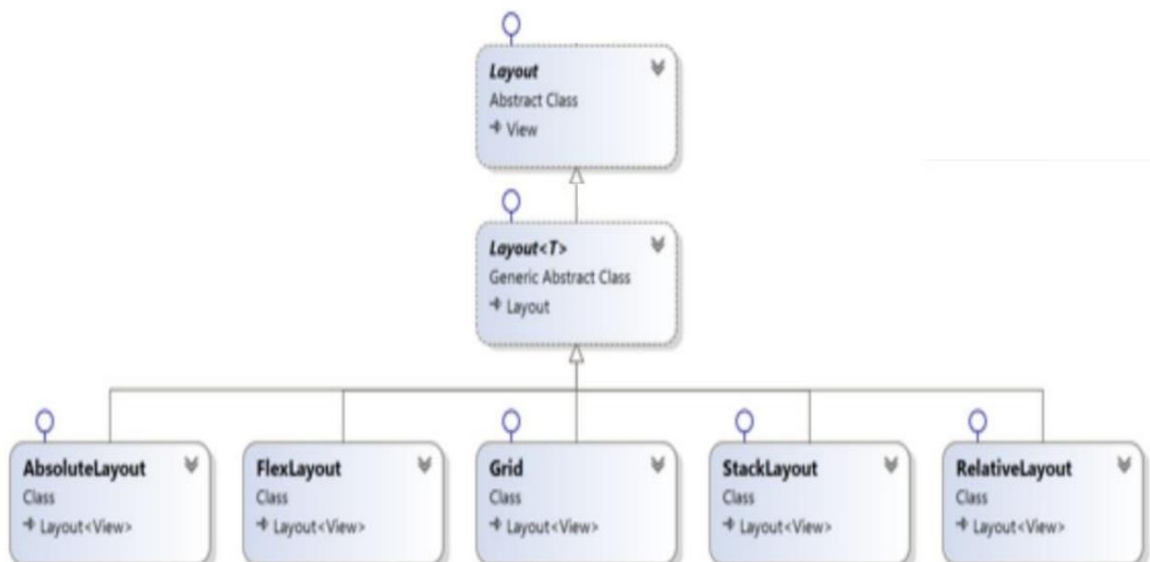 Layout
Abstract Class
View
Layout<T>
Generic Abstract Class
Layout
AbsoluteLayout
Class
Layout<View>
FlexLayout
Class
Layout<View>
Grid
Class
Layout<View>
StackLayout
Class
Layout<View>
RelativeLayout
Class
Layout<View>